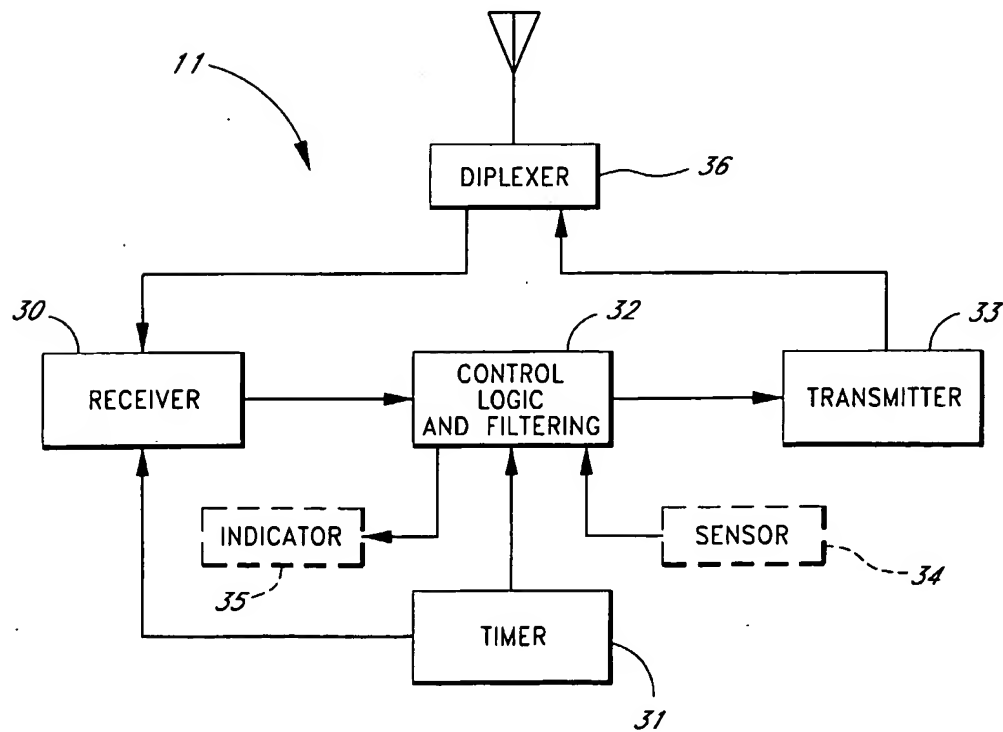 11
DIPLEXER
36
30
RECEIVER
32
CONTROL
LOGIC
AND FILTERING
33
TRANSMITTER
INDICATOR
35
SENSOR
34
TIMER
31